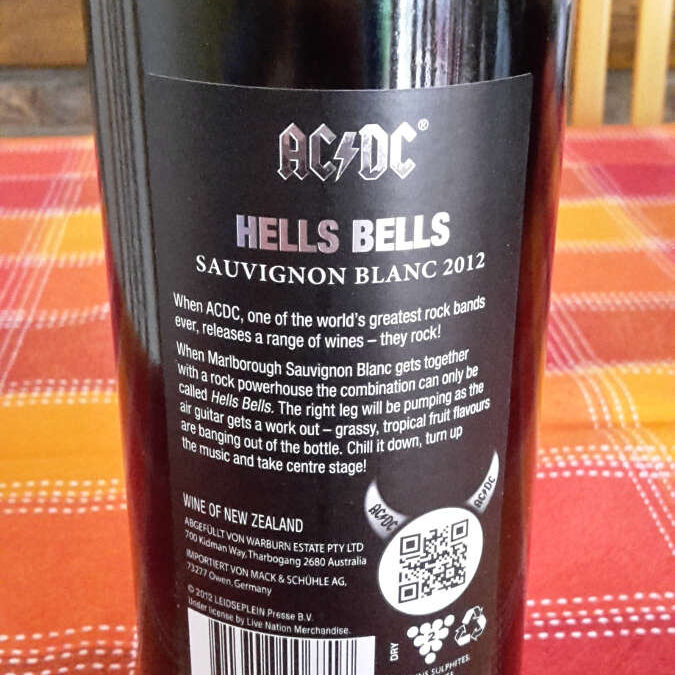 AC/DC®
HELLS BELLS
SAUVIGNON BLANC 2012
When ACDC, one of the world's greatest rock bands
ever, releases a range of wines – they rock!
When Marlborough Sauvignon Blanc gets together
with a rock powerhouse the combination can only be
called Hells Bells. The right leg will be pumping as the
air guitar gets a work out – grassy, tropical fruit flavours
are banging out of the bottle. Chill it down, turn up
the music and take centre stage!
AC/DC
AC/DC
WINE OF NEW ZEALAND
ABGEFÜLLT VON WARBURN ESTATE PTY LTD
700 Kidman Way, Tharbogang 2680 Australia
IMPORTIERT VON MACK & SCHÜHLE AG,
73277 Owen, Germany
© 2012 LEIDSEPLEIN Presse B.V.
Under license by Live Nation Merchandise.
DRY
2
SULPHITES.